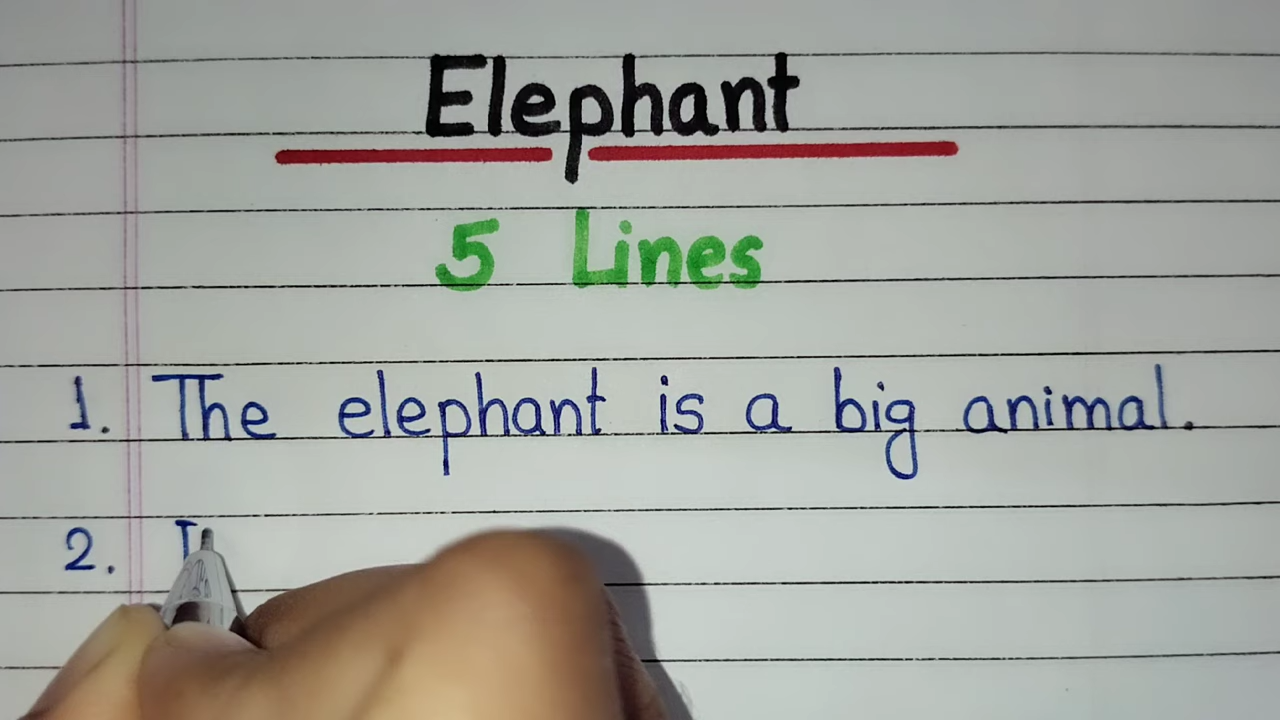 Elephant
5 Lines
1. The elephant is a big animal.
2. I